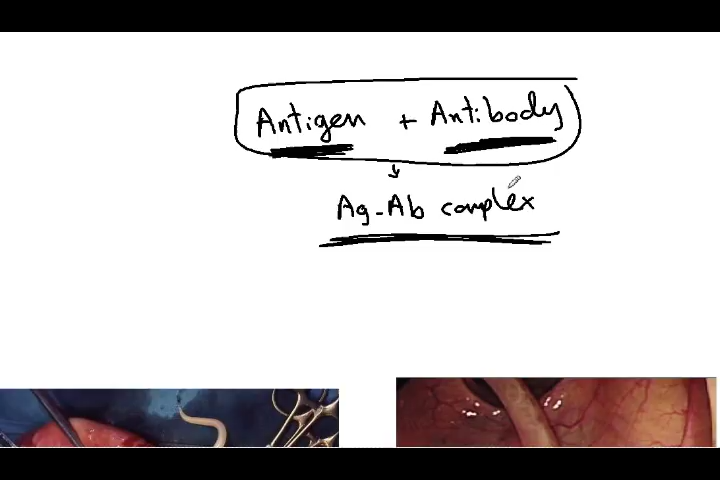 Antigen + Antibody
↓
Ag-Ab complex